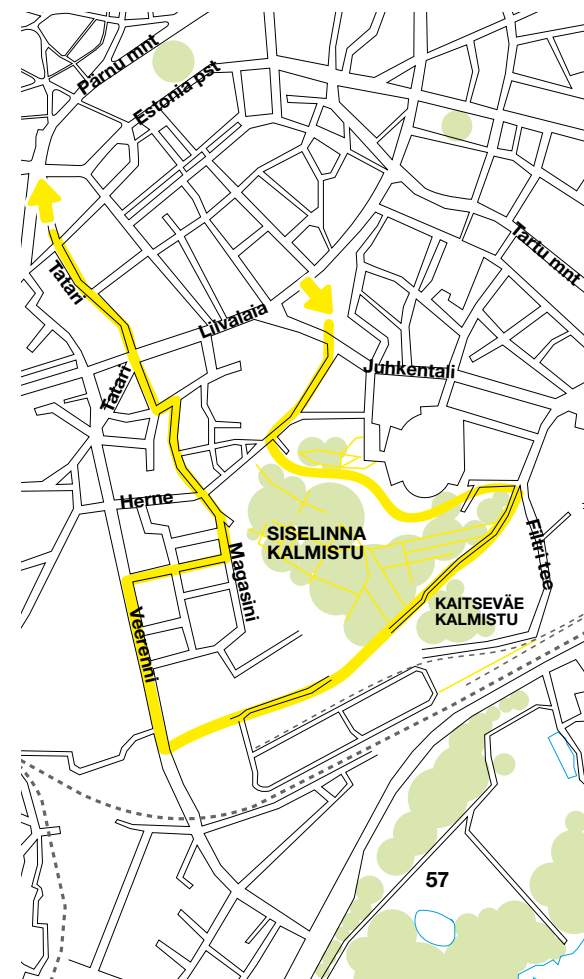 Pärnu mnt
Estonia pst
Tartu mnt
Tatari
Liivalaia
Juhkentali
Tatari
Herne
SISELINNA
KALMISTU
Magasini
Filtri tee
KAITSEVÄE
KALMISTU
Veerenni
57